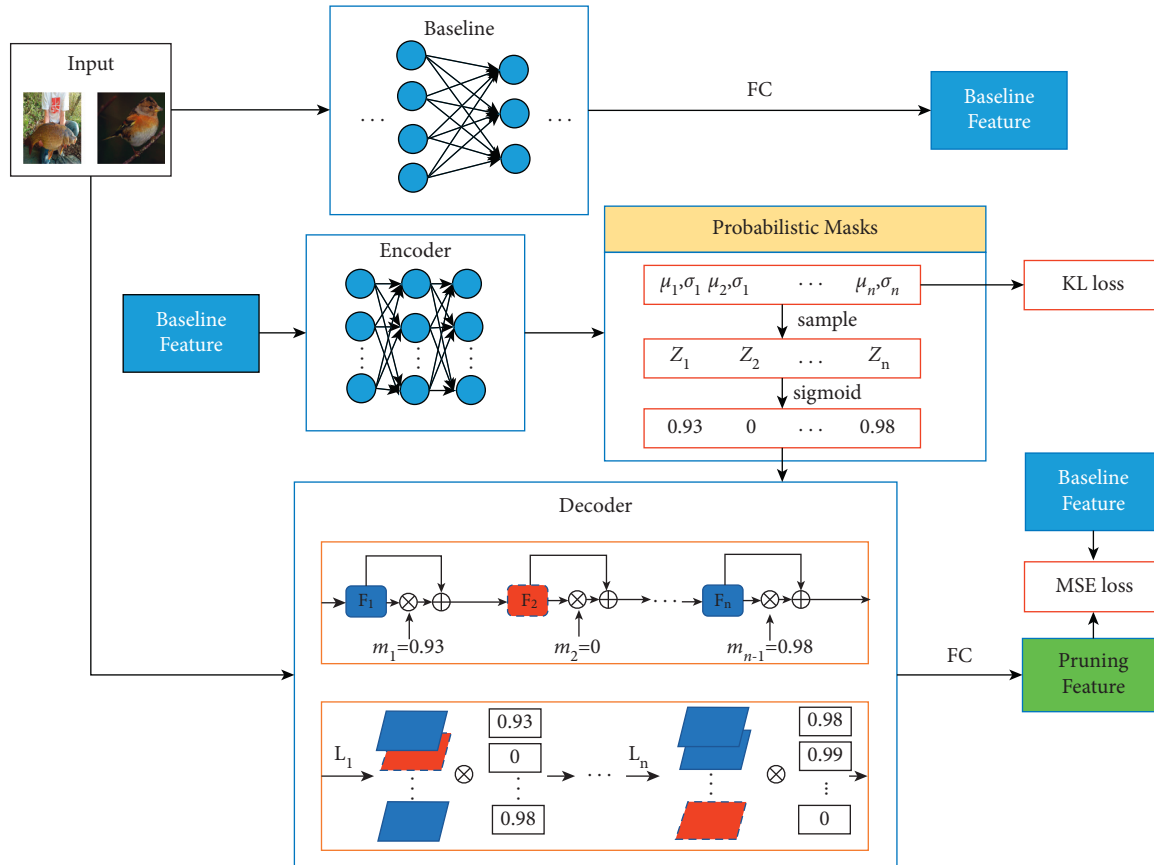 Input
Baseline
. . .
. . .
FC
Baseline
Feature
Baseline
Feature
Encoder
Probabilistic Masks
μ1,σ1 μ2,σ1 . . . μn,σn
KL loss
sample
Z1 Z2 . . . Zn
sigmoid
0.93 0 . . . 0.98
Decoder
F1 F2 . . . Fn
m1=0.93 m2=0 mn-1=0.98
L1
0.93
0
0.98
. . .
Ln
0.98
0.99
0
FC
Baseline
Feature
MSE loss
Pruning
Feature